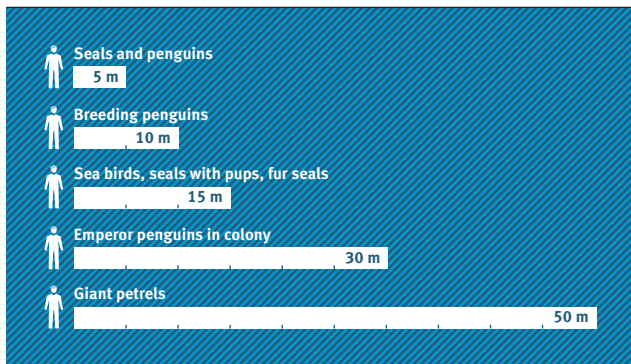 Seals and penguins
5 m
Breeding penguins
10 m
Sea birds, seals with pups, fur seals
15 m
Emperor penguins in colony
30 m
Giant petrels
50 m